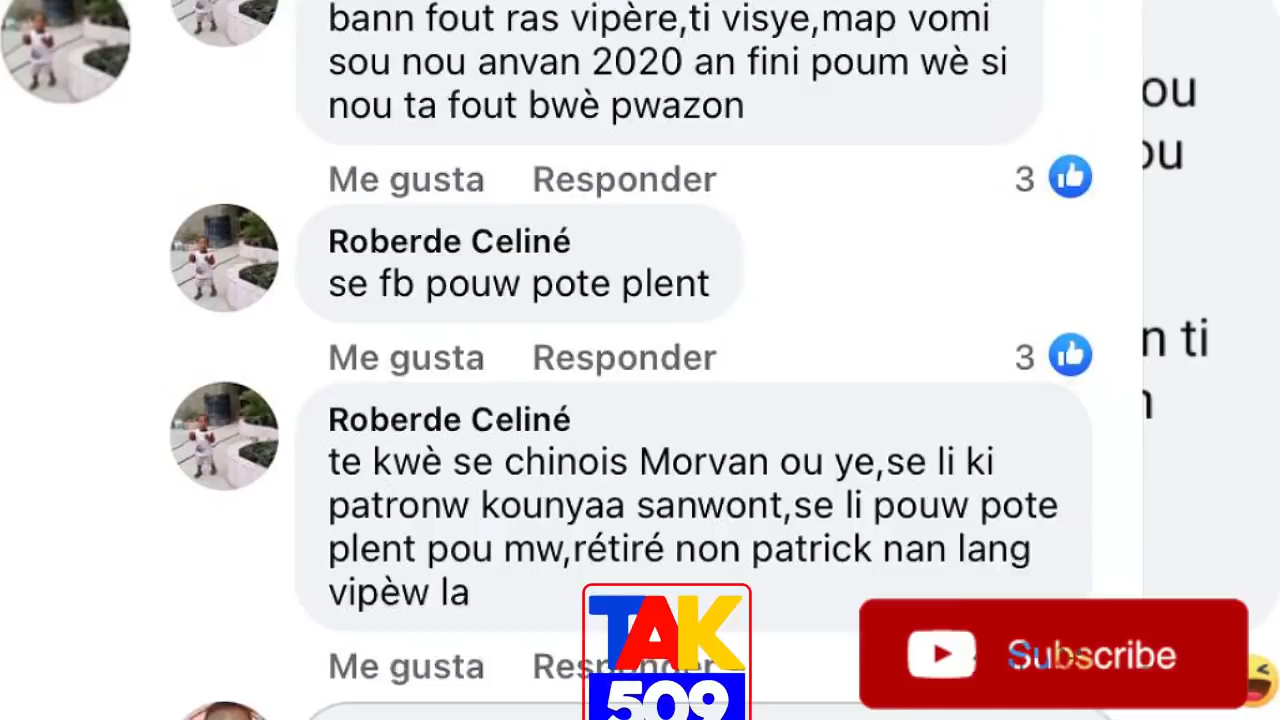 bann fout ras vipère,ti visye,map vomi
sou nou anvan 2020 an fini poum wè si
nou ta fout bwè pwazon
Me gusta Responder 3
Roberde Celiné
se fb pouw pote plent
Me gusta Responder 3
Roberde Celiné
te kwè se chinois Morvan ou ye,se li ki
patronw kounyaa sanwont,se li pouw pote
plent pou mw,rétiré non patrick nan lang
vipèw la
Me gusta Responder
ou
ou
n ti
TAK
509
Subscribe